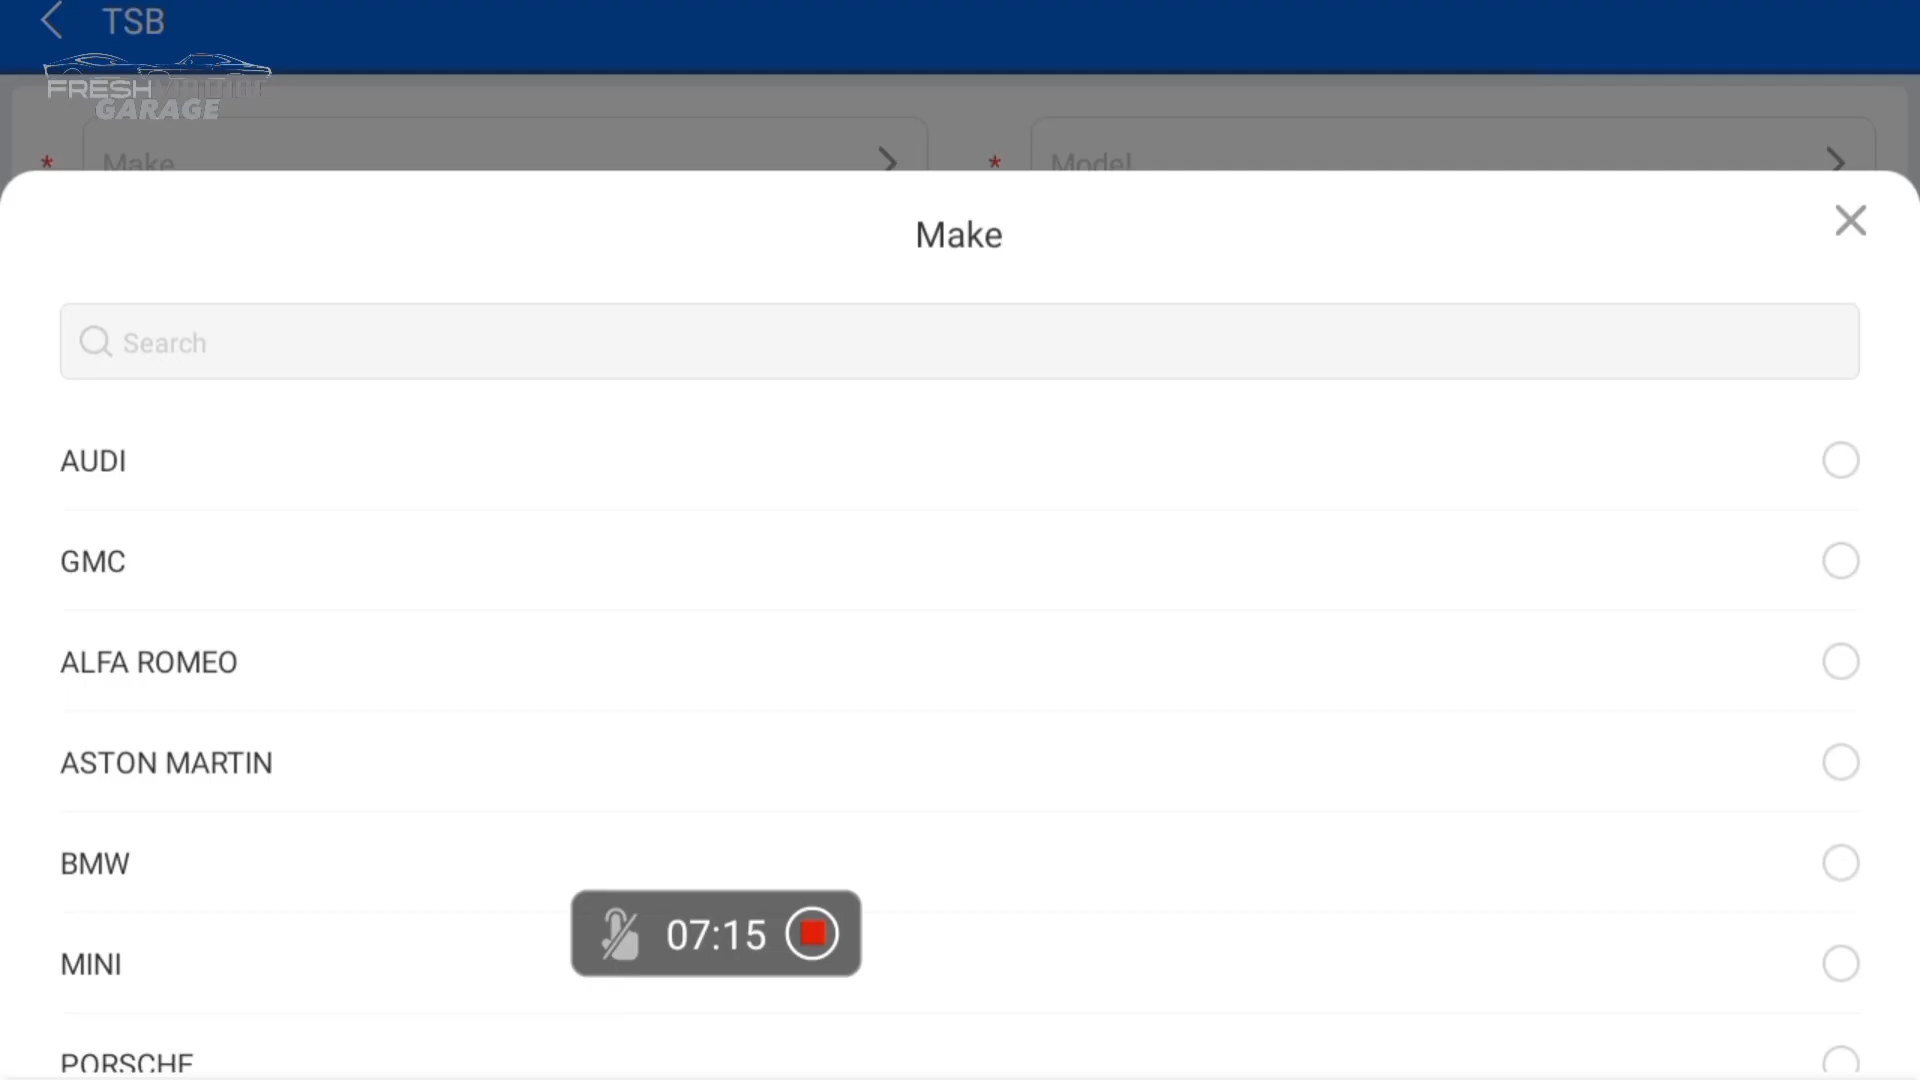 TSB
FRESH
GARAGE
* Make
* Model
Make
Search
AUDI
GMC
ALFA ROMEO
ASTON MARTIN
BMW
07:15
MINI
PORSCHE